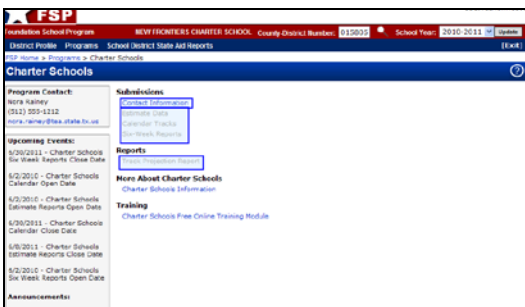 FSP
Foundation School Program
NEW FRONTIERS CHARTER SCHOOL County-District Number: 015805 School Year: 2010-2011 Update
District Profile Programs School District State Aid Reports [Exit]
FSP Home > Programs > Charter Schools
Charter Schools
Program Contact:
Nora Rainey
(512) 555-1212
nora.rainey@tea.state.tx.us
Upcoming Events:
6/30/2011 - Charter Schools
Six Week Reports Close Date
6/2/2010 - Charter Schools
Calendar Open Date
6/2/2010 - Charter Schools
Estimate Reports Open Date
6/30/2011 - Charter Schools
Calendar Close Date
6/8/2011 - Charter Schools
Estimate Reports Close Date
6/2/2010 - Charter Schools
Six Week Reports Open Date
Announcements:
Submissions
Contact Information
Estimate Data
Calendar Tracks
Six-Week Reports
Reports
Track Projection Report
More About Charter Schools
Charter Schools Information
Training
Charter Schools Free Online Training Module